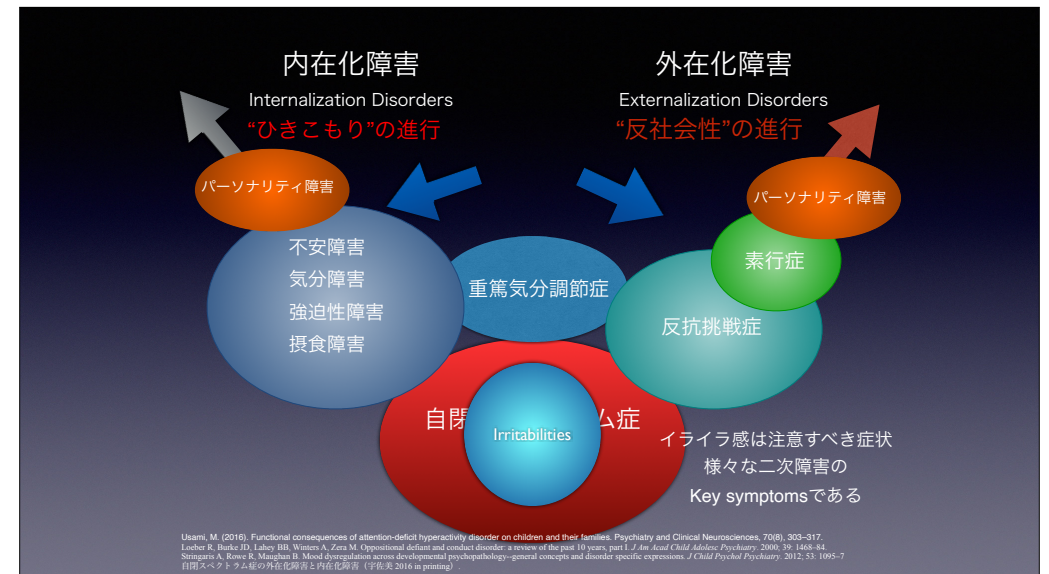 内在化障害
Internalization Disorders
“ひきこもり”の進行
外在化障害
Externalization Disorders
“反社会性”の進行
パーソナリティ障害
パーソナリティ障害
不安障害
気分障害
強迫性障害
摂食障害
重篤気分調節症
素行症
反抗挑戦症
自閉 ム症
Irritabilities
イライラ感は注意すべき症状
様々な二次障害の
Key symptomsである
Usami, M. (2016). Functional consequences of attention-deficit hyperactivity disorder on children and their families. Psychiatry and Clinical Neurosciences, 70(8), 303–317.
Loeber R, Burke JD, Lahey BB, Winters A, Zera M. Oppositional defiant and conduct disorder: a review of the past 10 years, part I. J Am Acad Child Adolesc Psychiatry. 2000; 39: 1468–84.
Stringaris A, Rowe R, Maughan B. Mood dysregulation across developmental psychopathology--general concepts and disorder specific expressions. J Child Psychol Psychiatry. 2012; 53: 1095–7
自閉スペクトラム症の外在化障害と内在化障害（宇佐美 2016 in printing）.